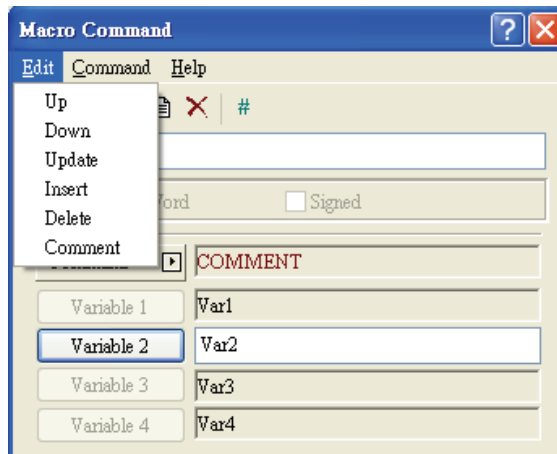 Macro Command
Edit Command Help
Up
#
Down
Update
Insert
Signed
Delete
Comment
COMMENT
Variable 1 Var1
Variable 2 Var2
Variable 3 Var3
Variable 4 Var4